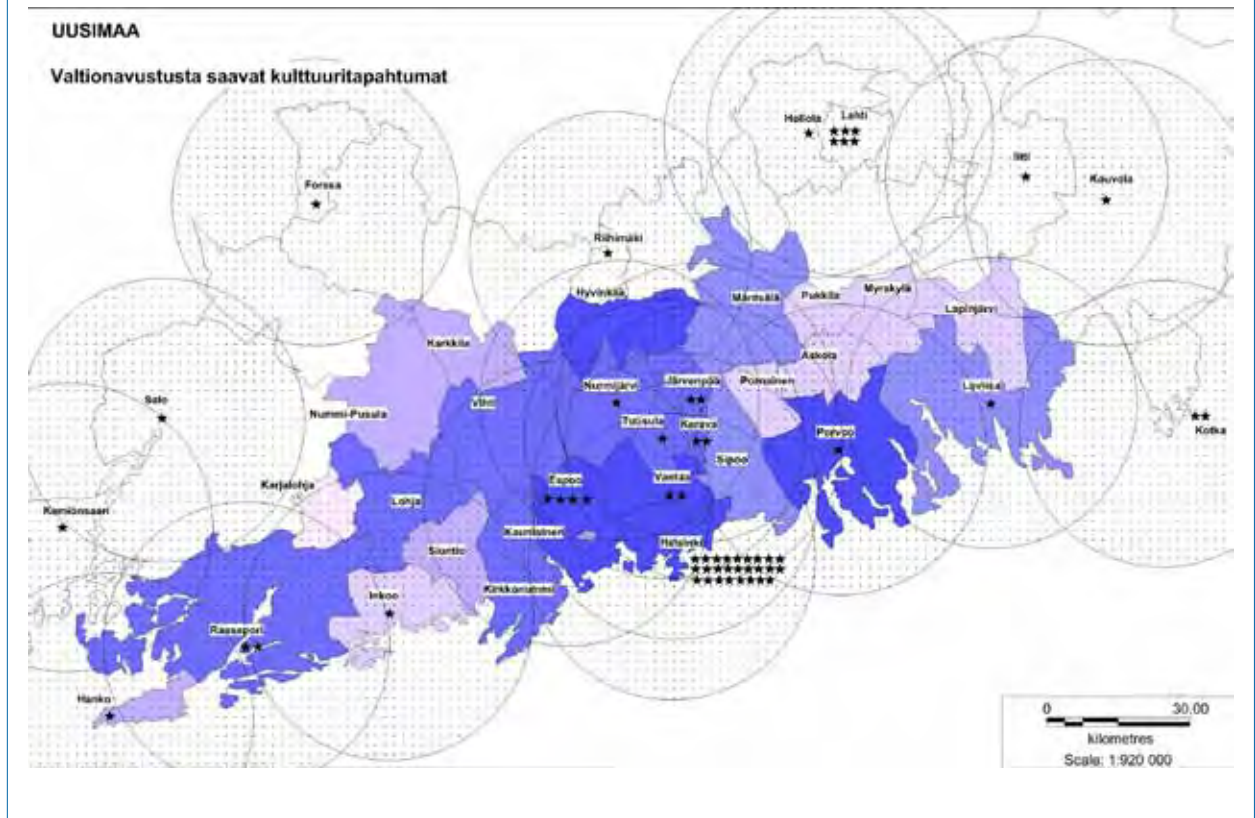 UUSIMAA
Valtionavustusta saavat kulttuuritapahtumat
Hollola
Lahti
Iitti
Kouvola
Forssa
Riihimäki
Hyvinkää
Mäntsälä
Pukkila
Myrskylä
Lapinjärvi
Karkkila
Askola
Nurmijärvi
Järvenpää
Pornainen
Loviisa
Salo
Nummi-Pusula
Vihti
Tuusula
Kerava
Porvoo
Kotka
Sipoo
Espoo
Vantaa
Karjalohja
Lohja
Kemiönsaari
Kauniainen
Helsinki
Siuntio
Kirkkonummi
Inkoo
Raasepori
Hanko
0 30.00
kilometres
Scale: 1:920 000